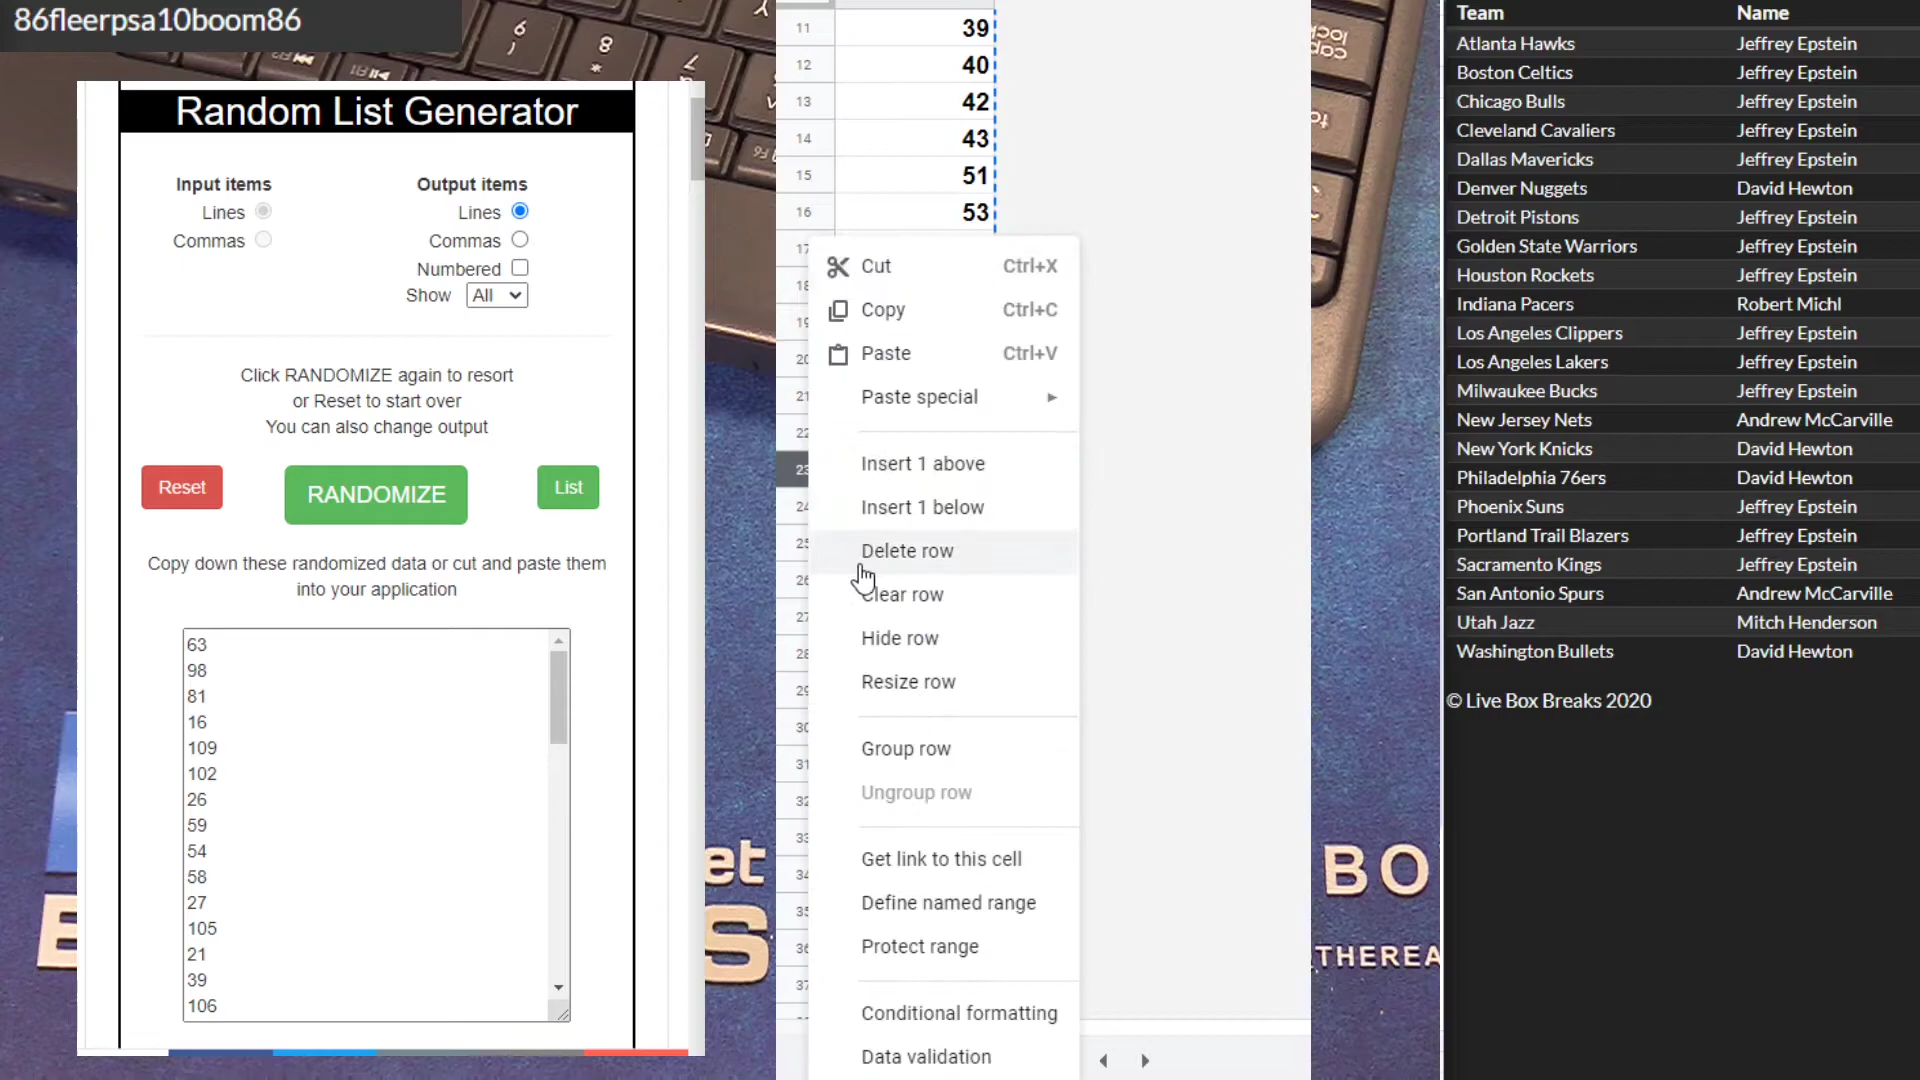 86fleerpsa10boom86
Random List Generator
Input items
Output items
Lines
Lines
Commas
Commas
Numbered
Show All
Click RANDOMIZE again to resort
or Reset to start over
You can also change output
Reset
RANDOMIZE
List
Copy down these randomized data or cut and paste them
into your application
63
98
81
16
109
102
26
59
54
58
27
105
21
39
106
11 39
12 40
13 42
14 43
15 51
16 53
Cut Ctrl+X
Copy Ctrl+C
Paste Ctrl+V
Paste special
Insert 1 above
Insert 1 below
Delete row
Clear row
Hide row
Resize row
Group row
Ungroup row
Get link to this cell
Define named range
Protect range
Conditional formatting
Data validation
Team Name
Atlanta Hawks Jeffrey Epstein
Boston Celtics Jeffrey Epstein
Chicago Bulls Jeffrey Epstein
Cleveland Cavaliers Jeffrey Epstein
Dallas Mavericks Jeffrey Epstein
Denver Nuggets David Hewton
Detroit Pistons Jeffrey Epstein
Golden State Warriors Jeffrey Epstein
Houston Rockets Jeffrey Epstein
Indiana Pacers Robert Michl
Los Angeles Clippers Jeffrey Epstein
Los Angeles Lakers Jeffrey Epstein
Milwaukee Bucks Jeffrey Epstein
New Jersey Nets Andrew McCarville
New York Knicks David Hewton
Philadelphia 76ers David Hewton
Phoenix Suns Jeffrey Epstein
Portland Trail Blazers Jeffrey Epstein
Sacramento Kings Jeffrey Epstein
San Antonio Spurs Andrew McCarville
Utah Jazz Mitch Henderson
Washington Bullets David Hewton
© Live Box Breaks 2020